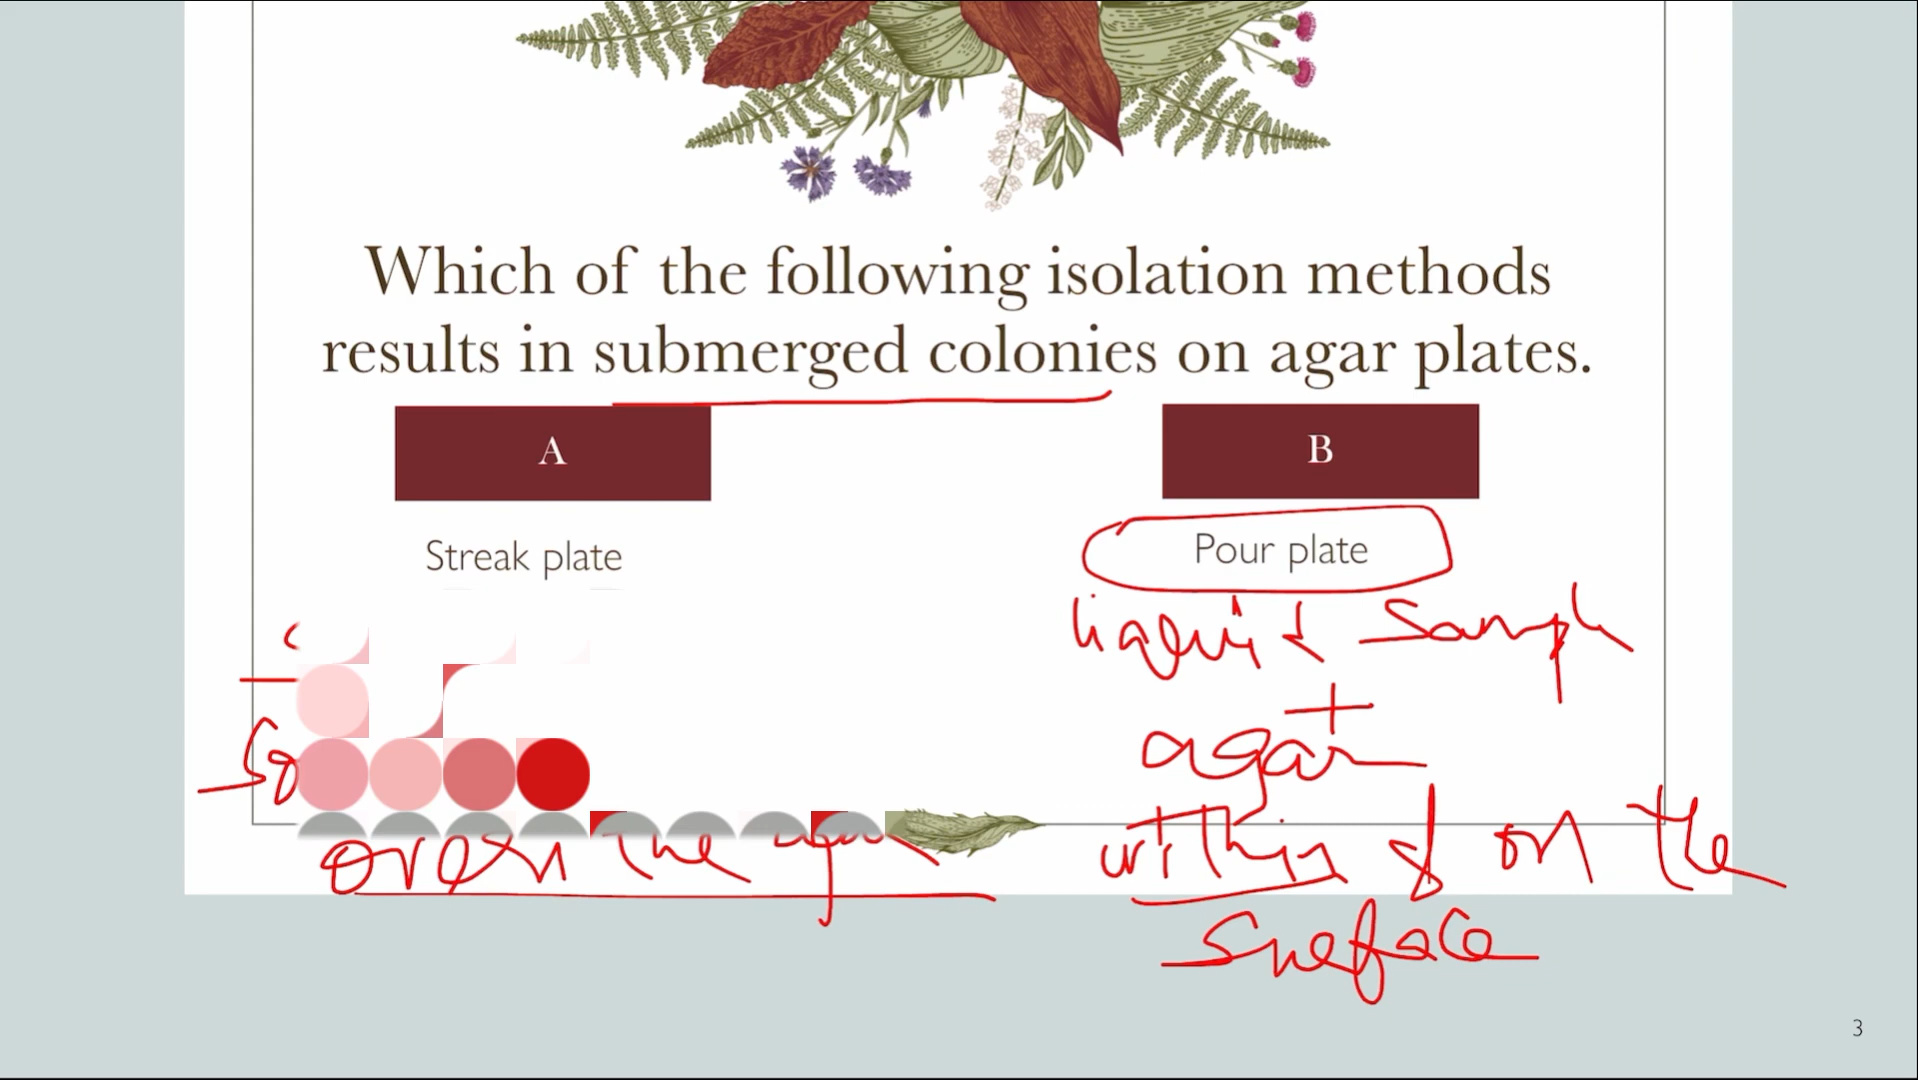 Which of the following isolation methods
results in submerged colonies on agar plates.
A
B
Streak plate
Pour plate
liquid sample
+
agar
over the agar
within & on the
surface
3